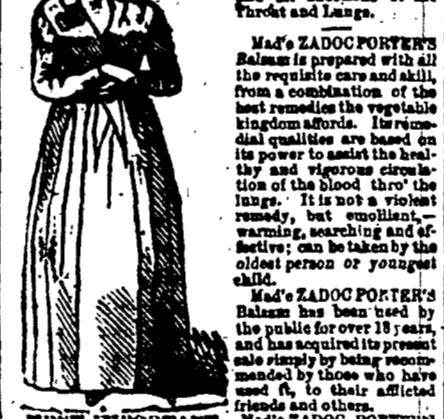 Throat and Lungs.
Mad'e ZADOC PORTER'S
Balsam is prepared with all
the requisite care and skill,
from a combination of the
best remedies the vegetable
kingdom affords. Its reme-
dial qualities are based on
its power to assist the heal-
thy and vigorous circula-
tion of the blood thro' the
lungs. It is not a violent
remedy, but emollient,—
warming, searching and ef-
fective; can be taken by the
oldest person or youngest
child.
Mad'e ZADOC PORTER'S
Balsam has been used by
the public for over 18 years,
and has acquired its present
sale simply by being recom-
mended by those who have
used it, to their afflicted
friends and others.